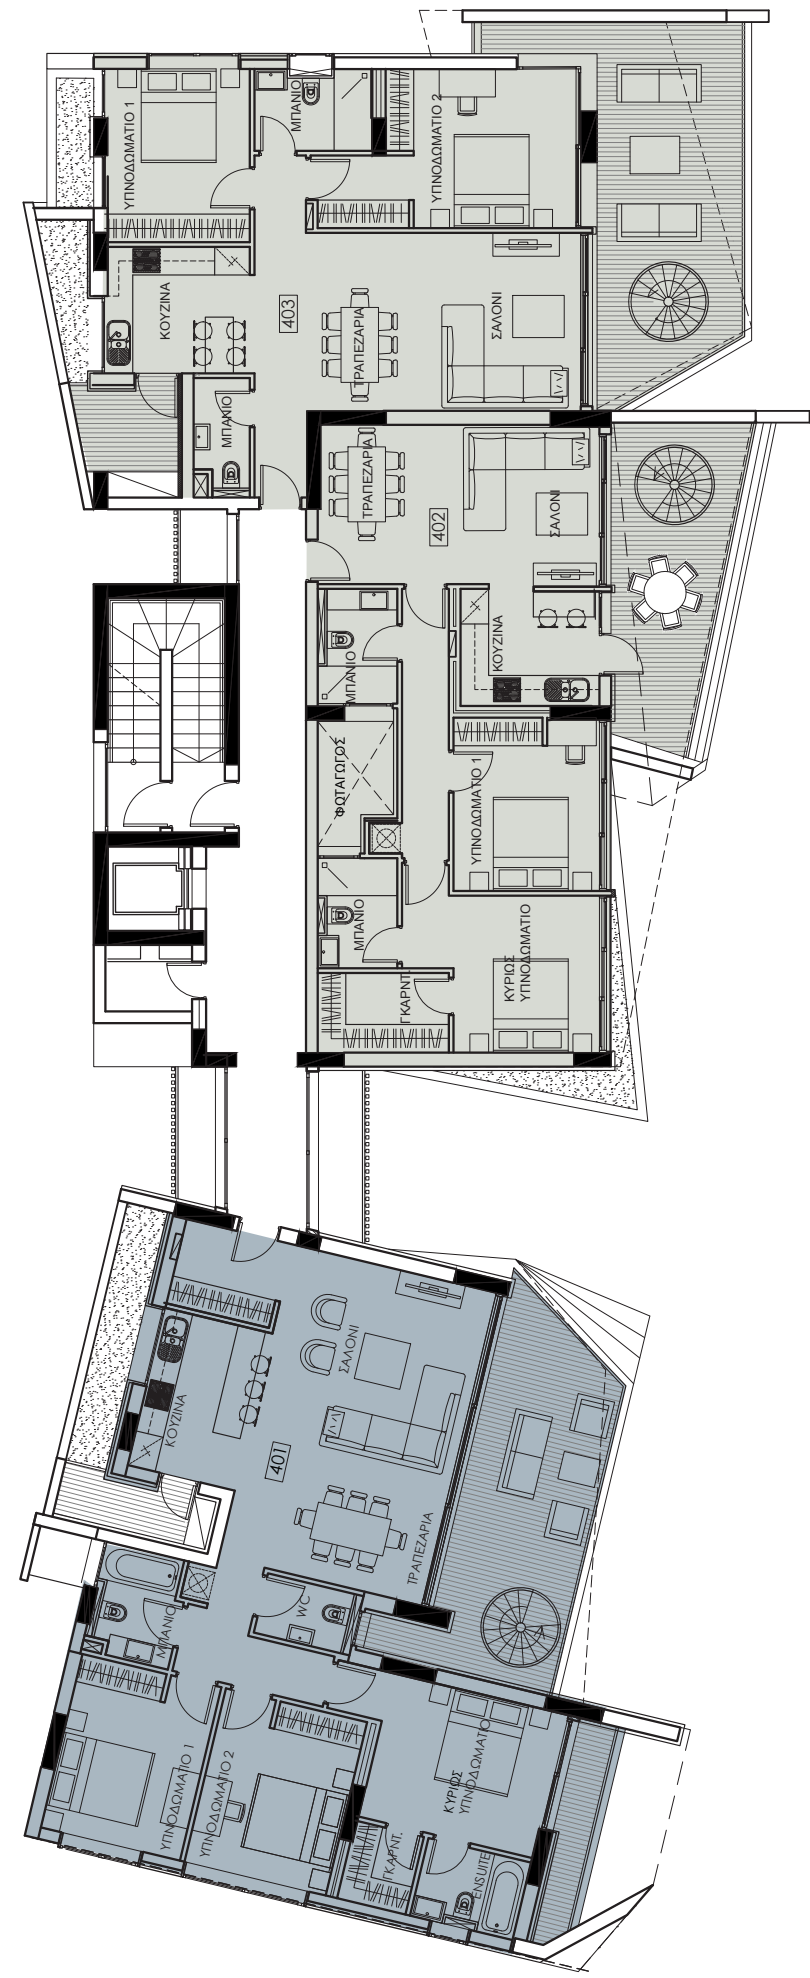 ΥΠΝΟΔΩΜΑΤΙΟ 1
ΜΠΑΝΙΟ
ΥΠΝΟΔΩΜΑΤΙΟ 2
ΚΟΥΖΙΝΑ
403
ΤΡΑΠΕΖΑΡΙΑ
ΣΑΛΟΝΙ
ΜΠΑΝΙΟ
ΤΡΑΠΕΖΑΡΙΑ
402
ΣΑΛΟΝΙ
ΚΟΥΖΙΝΑ
ΜΠΑΝΙΟ
ΦΩΤΑΓΩΓΟΣ
ΥΠΝΟΔΩΜΑΤΙΟ 1
ΜΠΑΝΙΟ
ΓΚΑΡΝΤ.
ΚΥΡΙΩΣ
ΥΠΝΟΔΩΜΑΤΙΟ
ΣΑΛΟΝΙ
ΚΟΥΖΙΝΑ
401
ΤΡΑΠΕΖΑΡΙΑ
WC
ΜΠΑΝΙΟ
ΥΠΝΟΔΩΜΑΤΙΟ 1
ΥΠΝΟΔΩΜΑΤΙΟ 2
ΚΥΡΙΩΣ
ΥΠΝΟΔΩΜΑΤΙΟ
ΓΚΑΡΝΤ.
ENSUITE